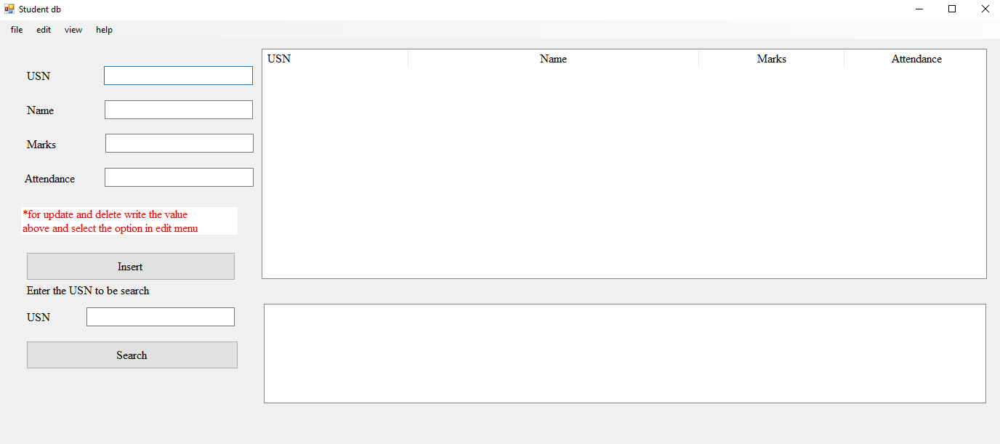 Student db
file edit view help
USN
Name
Marks
Attendance
*for update and delete write the value
above and select the option in edit menu
Insert
Enter the USN to be search
USN
Search
USN Name Marks Attendance